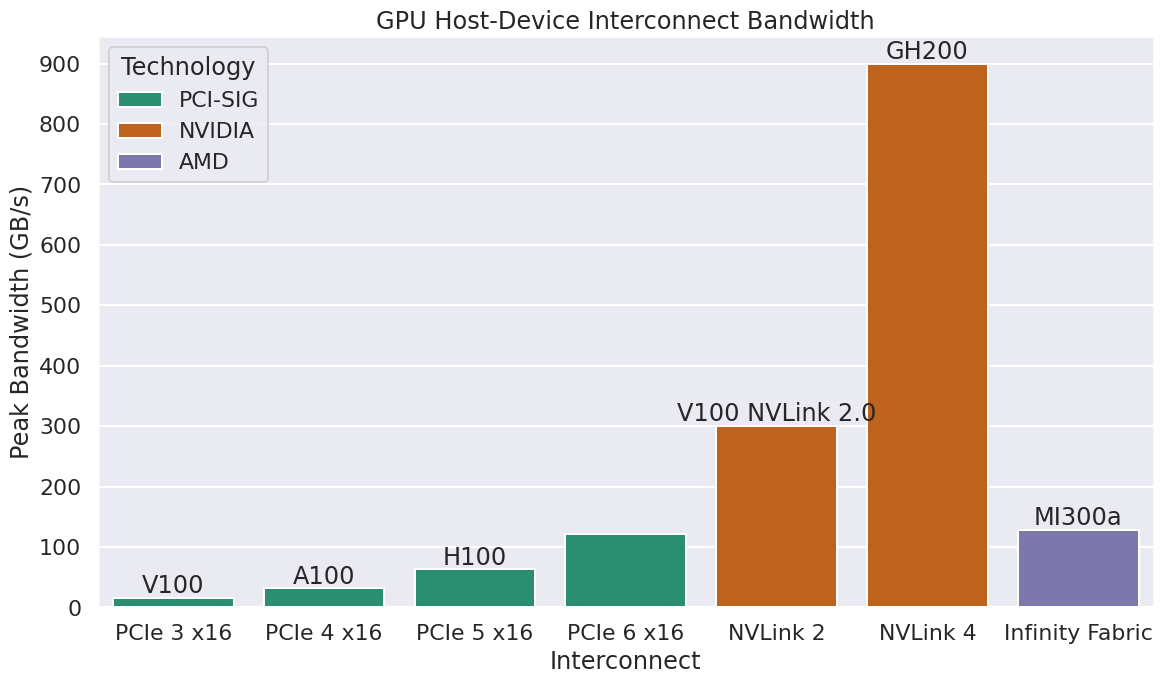 GPU Host-Device Interconnect Bandwidth
Technology
PCI-SIG
NVIDIA
AMD
Peak Bandwidth (GB/s)
900
800
700
600
500
400
300
200
100
0
V100
A100
H100
V100 NVLink 2.0
GH200
MI300a
PCIe 3 x16
PCIe 4 x16
PCIe 5 x16
PCIe 6 x16
NVLink 2
NVLink 4
Infinity Fabric
Interconnect